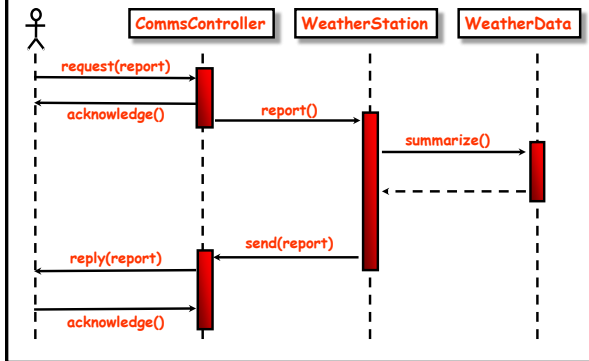 CommsController
WeatherStation
WeatherData
request(report)
acknowledge()
report()
summarize()
send(report)
reply(report)
acknowledge()